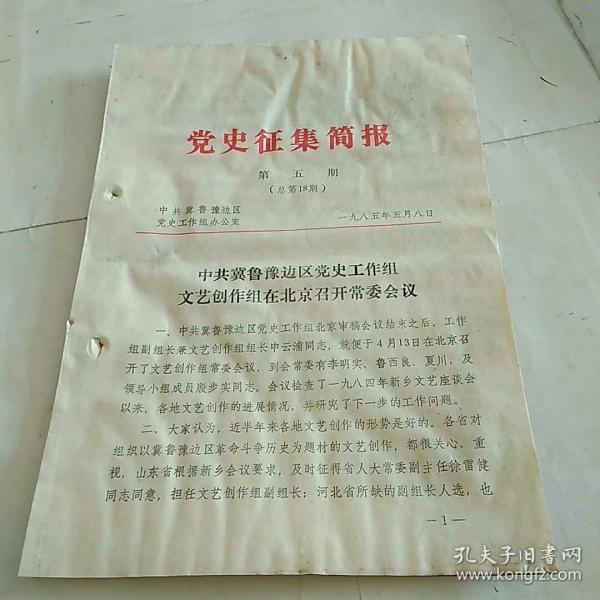 党史征集简报
第五期
(总第18期)
中共冀鲁豫边区
党史工作组办公室
一九八五年五月八日
中共冀鲁豫边区党史工作组
文艺创作组在北京召开常委会议
一、中共冀鲁豫边区党史工作组北京审稿会议结束之后,工作
组副组长兼文艺创作组组长申云浦同志,就便于4月13日在北京召
开了文艺创作组常委会议,到会常委有李明实、鲁西良、夏川,及
领导小组成员殷步实同志。会议检查了一九八四年新乡文艺座谈会
以来,各地文艺创作的进展情况,并研究了下一步的工作问题。
二、大家认为,近半年来各地文艺创作的形势是好的。各省对
组织以冀鲁豫边区革命斗争历史为题材的文艺创作,都很关心、重
视,山东省根据新乡会议要求,及时征得省人大常委副主任徐雷健
同志同意,担任文艺创作组副组长;河北省所缺的副组长人选,也
—1—
孔夫子旧书网
www.kongfz.com